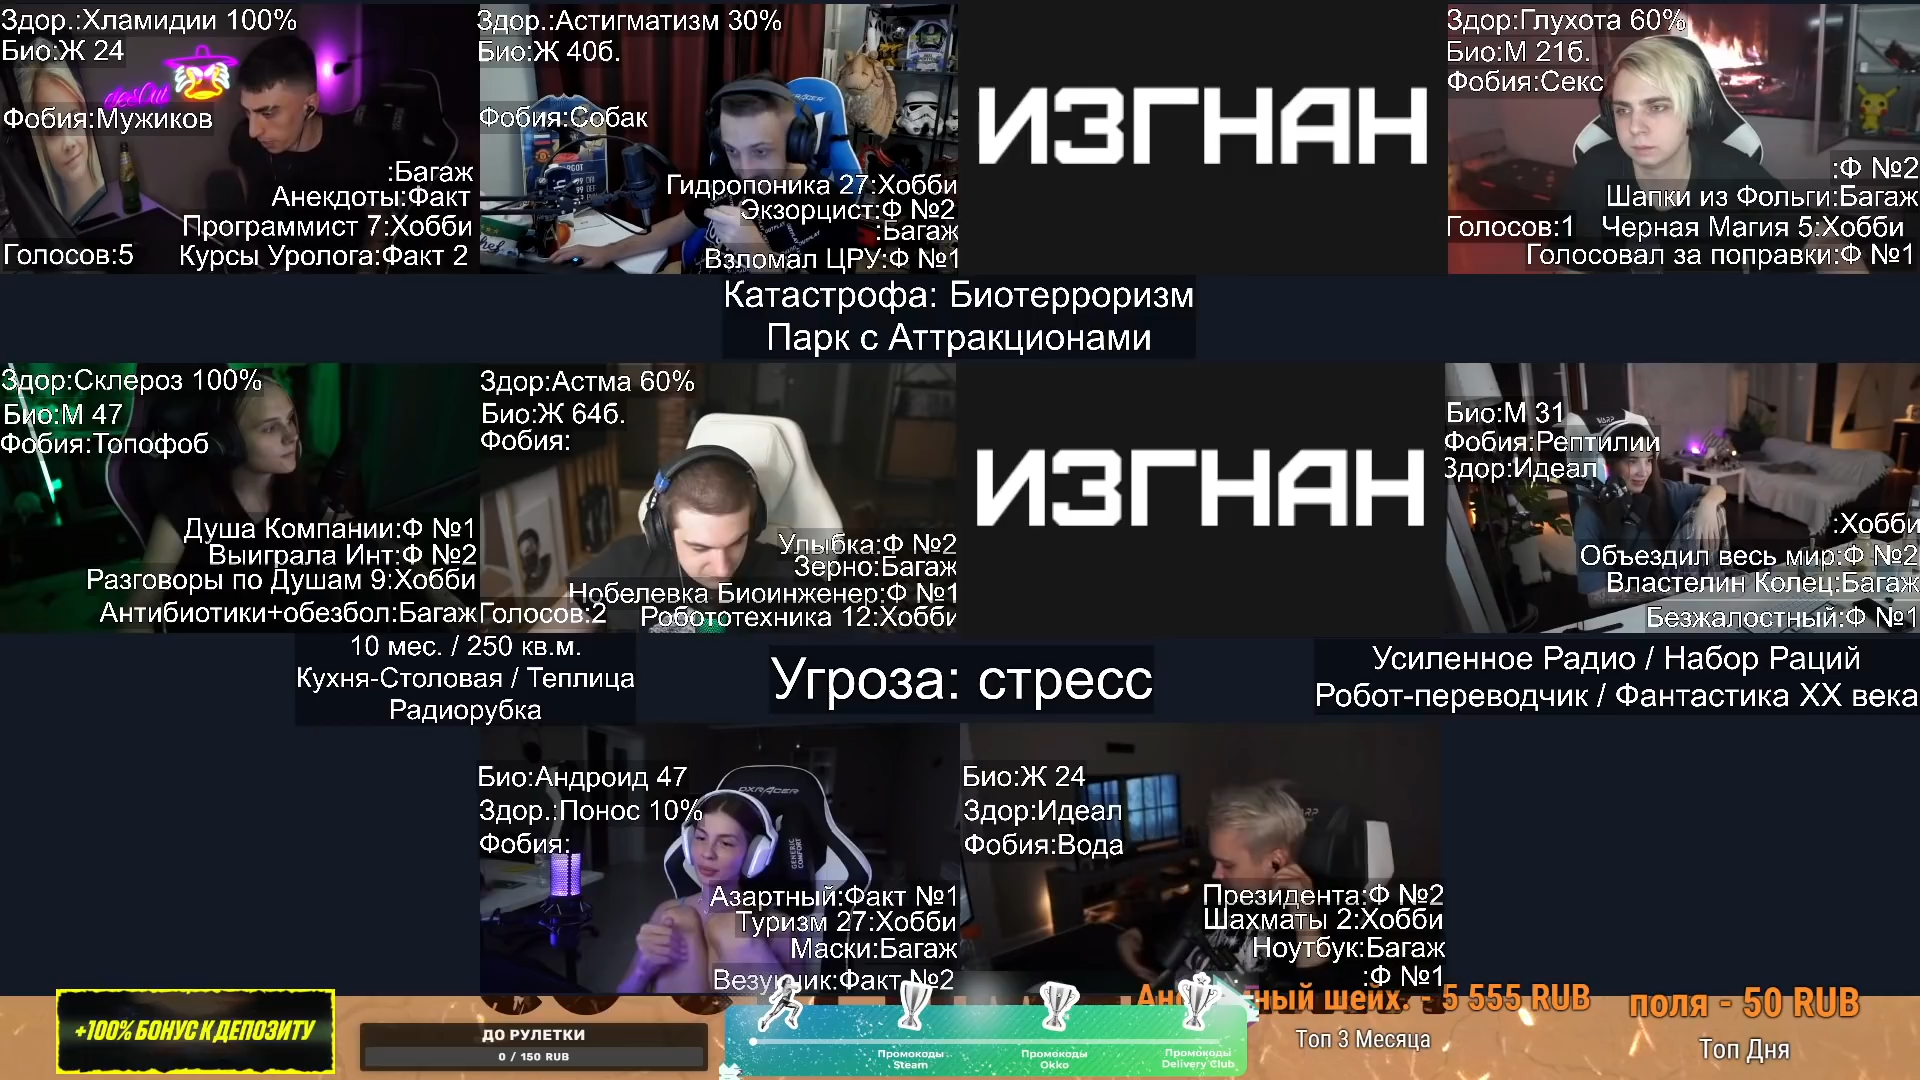 Здор.:Хламидии 100%
Био:Ж 24
Фобия:Мужиков
:Багаж
Анекдоты:Факт
Программист 7:Хобби
Голосов:5
Курсы Уролога:Факт 2
Здор.:Астигматизм 30%
Био:Ж 40б.
Фобия:Собак
Гидропоника 27:Хобби
Экзорцист:Ф №2
:Багаж
Взломал ЦРУ:Ф №1
ИЗГНАН
Здор:Глухота 60%
Био:М 21б.
Фобия:Секс
:Ф №2
Шапки из Фольги:Багаж
Голосов:1
Черная Магия 5:Хобби
Голосовал за поправки:Ф №1
Катастрофа: Биотерроризм
Парк с Аттракционами
Здор:Склероз 100%
Био:М 47
Фобия:Топофоб
Душа Компании:Ф №1
Выиграла Инт:Ф №2
Разговоры по Душам 9:Хобби
Антибиотики+обезбол:Багаж
Здор:Астма 60%
Био:Ж 64б.
Фобия:
Улыбка:Ф №2
Зерно:Багаж
Нобелевка Биоинженер:Ф №1
Голосов:2
Робототехника 12:Хобби
ИЗГНАН
Био:М 31
Фобия:Рептилии
Здор:Идеал
:Хобби
Объездил весь мир:Ф №2
Властелин Колец:Багаж
Безжалостный:Ф №1
10 мес. / 250 кв.м.
Кухня-Столовая / Теплица
Радиорубка
Угроза: стресс
Усиленное Радио / Набор Раций
Робот-переводчик / Фантастика XX века
Био:Андроид 47
Здор.:Понос 10%
Фобия:
DXRACER
Азартный:Факт №1
Туризм 27:Хобби
Маски:Багаж
Факт №2
Био:Ж 24
Здор:Идеал
Фобия:Вода
Президента:Ф №2
Шахматы 2:Хобби
Ноутбук:Багаж
:Ф №1
+100% БОНУС К ДЕПОЗИТУ
ДО РУЛЕТКИ
0 / 150 RUB
Промокоды
Steam
Промокоды
Okko
Промокоды
Delivery Club
шейх. - 5 555 RUB
Топ 3 Месяца
поля - 50 RUB
Топ Дня